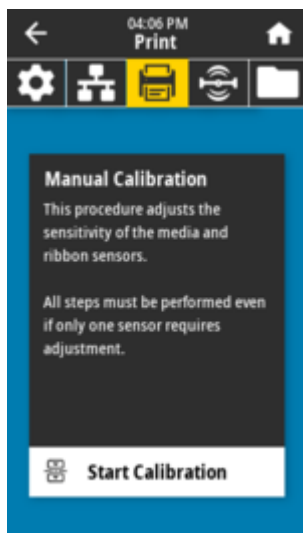 04:06 PM
Print
Manual Calibration
This procedure adjusts the
sensitivity of the media and
ribbon sensors.
All steps must be performed even
if only one sensor requires
adjustment.
Start Calibration